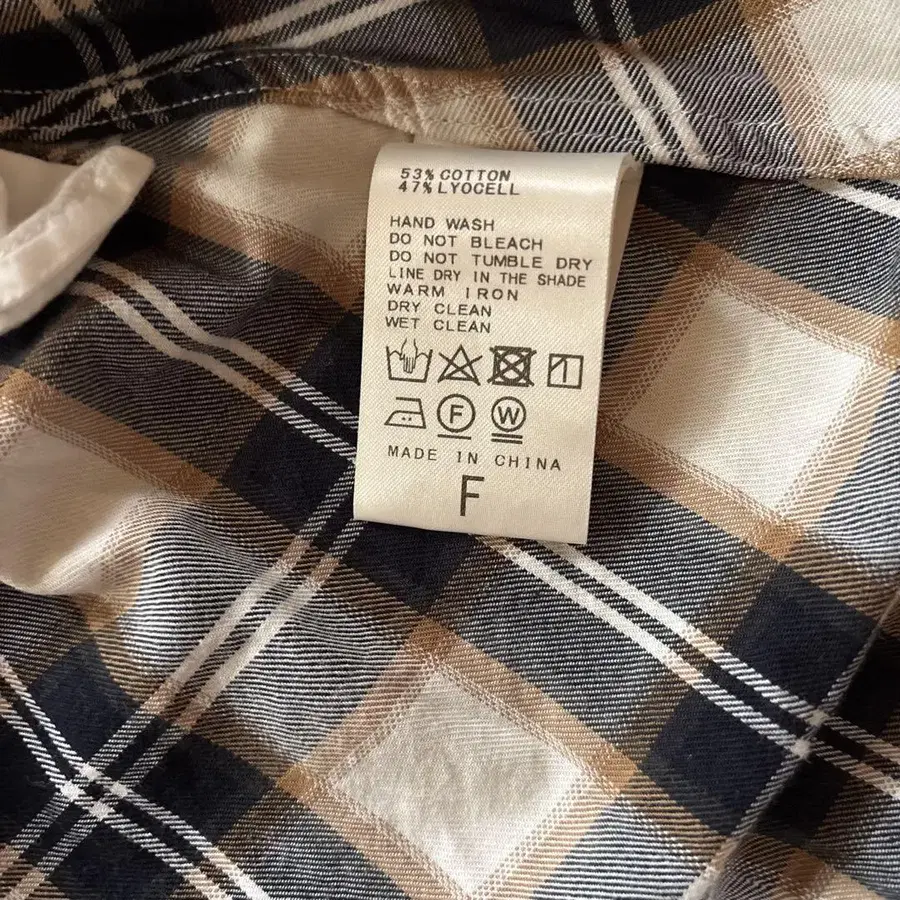 53% COTTON
47% LYOCELL
HAND WASH
DO NOT BLEACH
DO NOT TUMBLE DRY
LINE DRY IN THE SHADE
WARM IRON
DRY CLEAN
WET CLEAN
F W
MADE IN CHINA
F